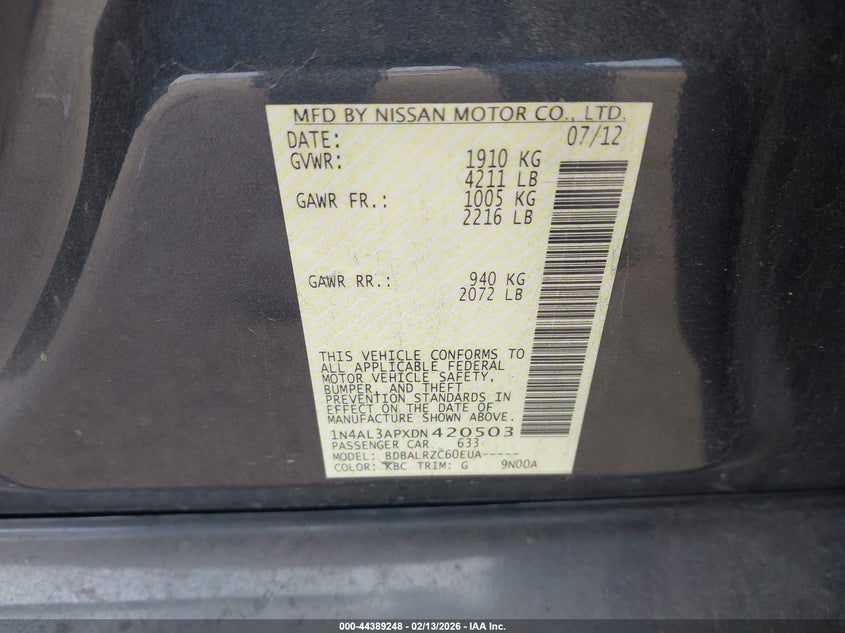 MFD BY NISSAN MOTOR CO., LTD.
DATE: 07/12
GVWR: 1910 KG
4211 LB
GAWR FR.: 1005 KG
2216 LB
GAWR RR.: 940 KG
2072 LB
THIS VEHICLE CONFORMS TO
ALL APPLICABLE FEDERAL
MOTOR VEHICLE SAFETY,
BUMPER, AND THEFT
PREVENTION STANDARDS IN
EFFECT ON THE DATE OF
MANUFACTURE SHOWN ABOVE.
1N4AL3APXDN420503
PASSENGER CAR 633
MODEL: BDBALRZC60EUA-----
COLOR: KBC TRIM: G 9N00A
000-44389248 - 02/13/2026 - IAA Inc.